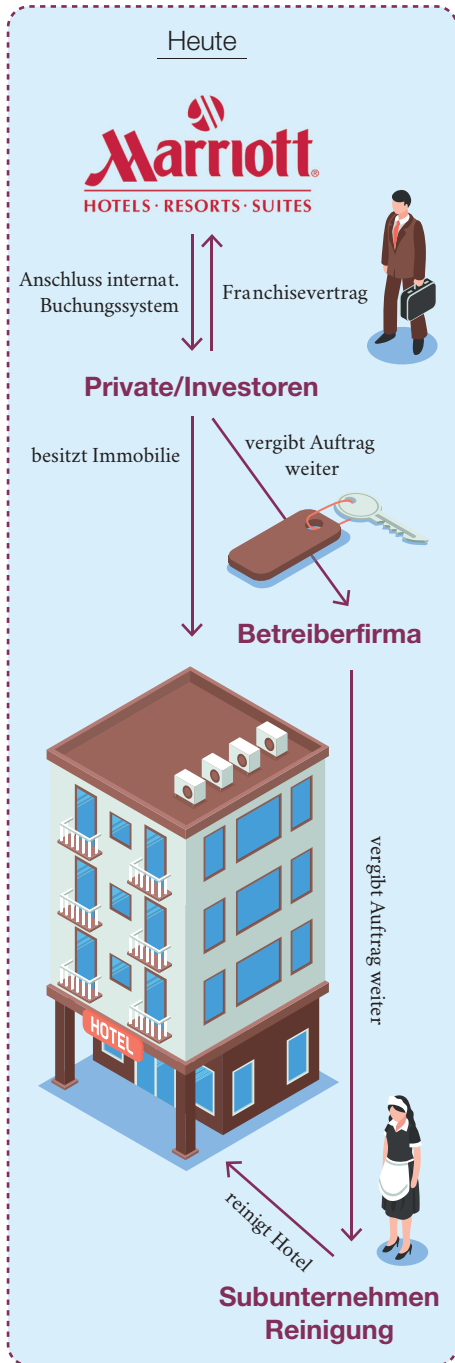 Heute
Marriott®
HOTELS · RESORTS · SUITES
Anschluss internat.
Buchungssystem
Franchisevertrag
Private/Investoren
besitzt Immobilie
vergibt Auftrag
weiter
Betreiberfirma
vergibt Auftrag weiter
HOTEL
reinigt Hotel
Subunternehmen
Reinigung